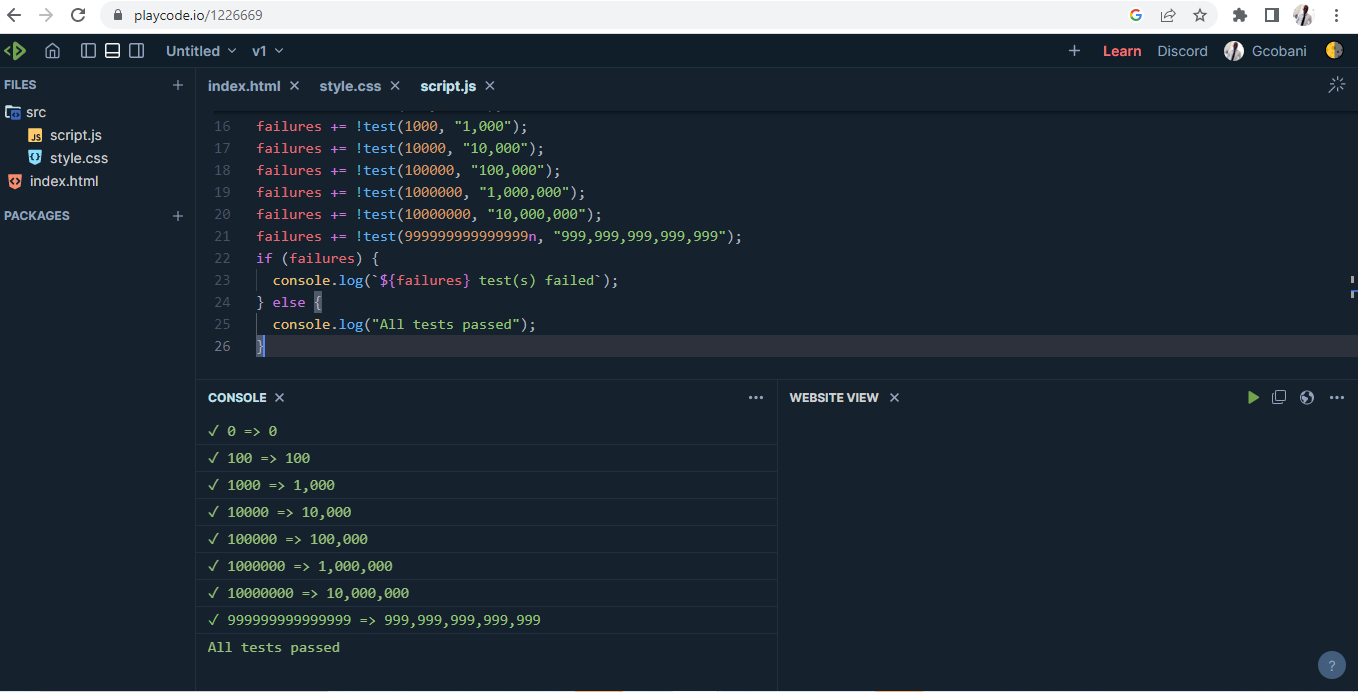 playcode.io/1226669
Untitled v1 Learn Discord Gcobani
FILES
src
script.js
style.css
index.html
PACKAGES
index.html style.css script.js
16 failures += !test(1000, "1,000");
17 failures += !test(10000, "10,000");
18 failures += !test(100000, "100,000");
19 failures += !test(1000000, "1,000,000");
20 failures += !test(10000000, "10,000,000");
21 failures += !test(999999999999999n, "999,999,999,999,999");
22 if (failures) {
23 console.log(`${failures} test(s) failed`);
24 } else {
25 console.log("All tests passed");
26 }
CONSOLE
✓ 0 => 0
✓ 100 => 100
✓ 1000 => 1,000
✓ 10000 => 10,000
✓ 100000 => 100,000
✓ 1000000 => 1,000,000
✓ 10000000 => 10,000,000
✓ 999999999999999 => 999,999,999,999,999
All tests passed
WEBSITE VIEW
?